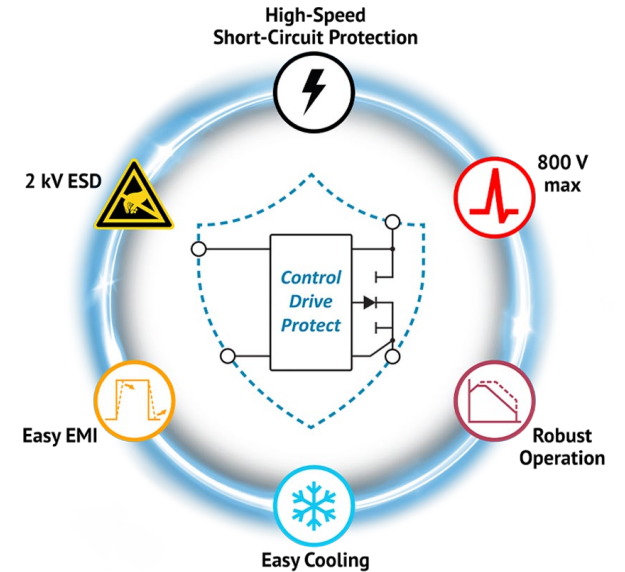 High-Speed
Short-Circuit Protection
800 V
max
2 kV ESD
Control
Drive
Protect
Easy EMI
Robust
Operation
Easy Cooling